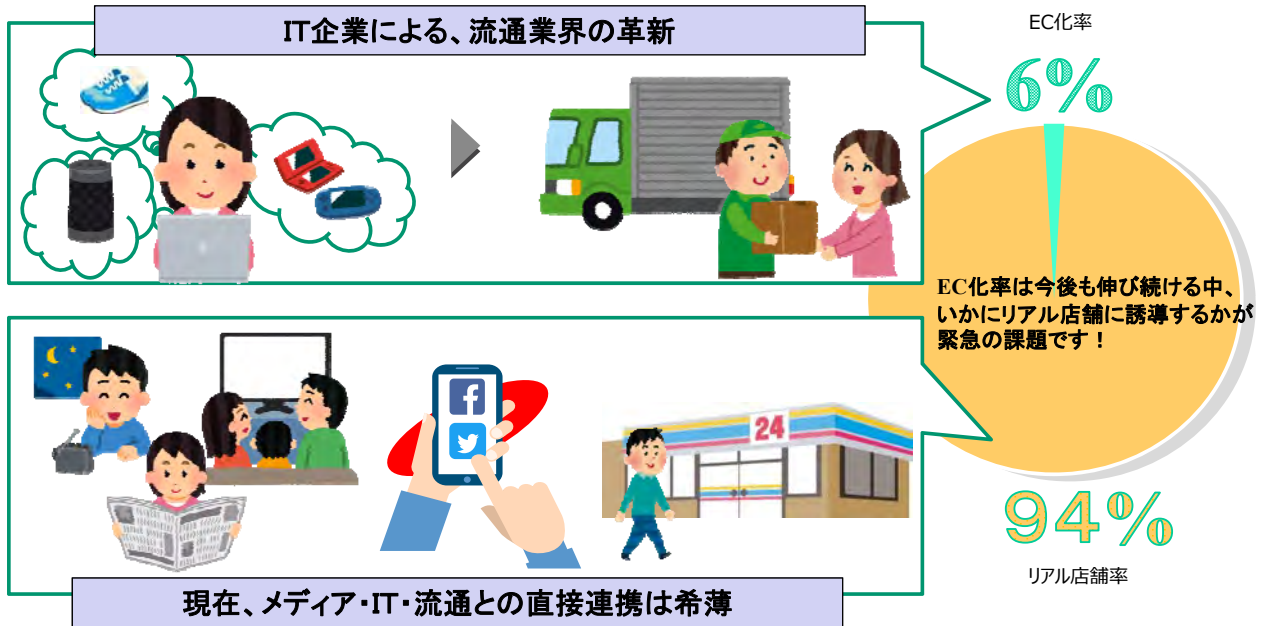 IT企業による、流通業界の革新
EC化率
6%
EC化率は今後も伸び続ける中、
いかにリアル店舗に誘導するかが
緊急の課題です！
24
94%
リアル店舗率
現在、メディア・IT・流通との直接連携は希薄